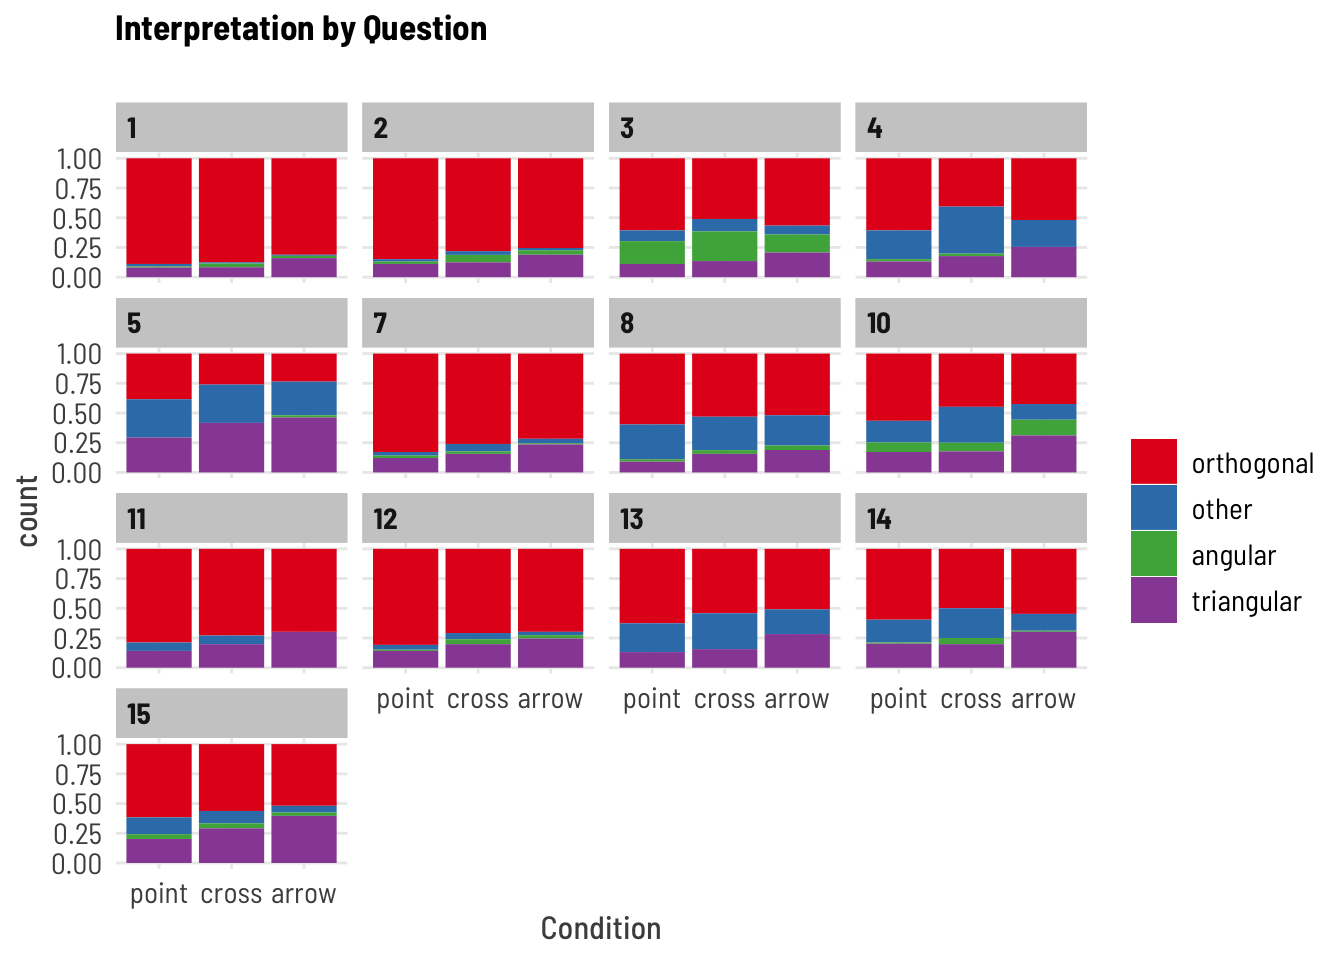 Interpretation by Question
1 2 3 4
1.00
0.75
0.50
0.25
0.00
5 7 8 10
1.00
0.75
0.50
0.25
0.00
11 12 13 14
1.00
0.75
0.50
0.25
0.00
point cross arrow point cross arrow point cross arrow
15
1.00
0.75
0.50
0.25
0.00
point cross arrow
Condition
count
orthogonal
other
angular
triangular